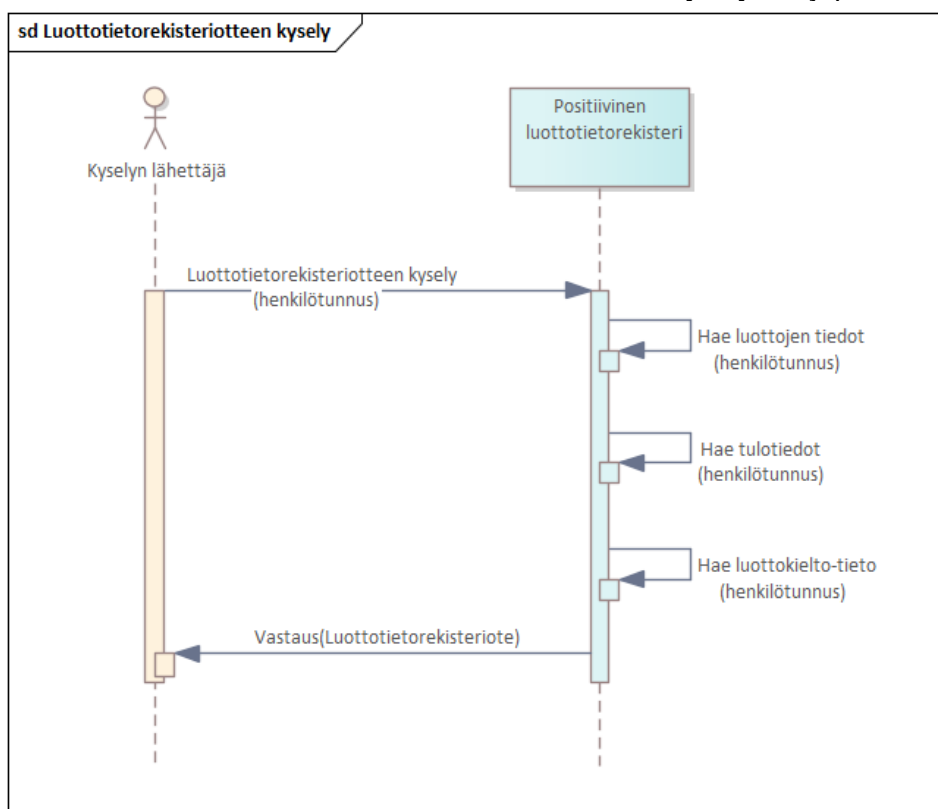 sd Luottotietorekisteriotteen kysely
Positiivinen
luottotietorekisteri
Kyselyn lähettäjä
Luottotietorekisteriotteen kysely
(henkilötunnus)
Hae luottojen tiedot
(henkilötunnus)
Hae tulotiedot
(henkilötunnus)
Hae luottokielto-tieto
(henkilötunnus)
Vastaus(Luottotietorekisteriote)